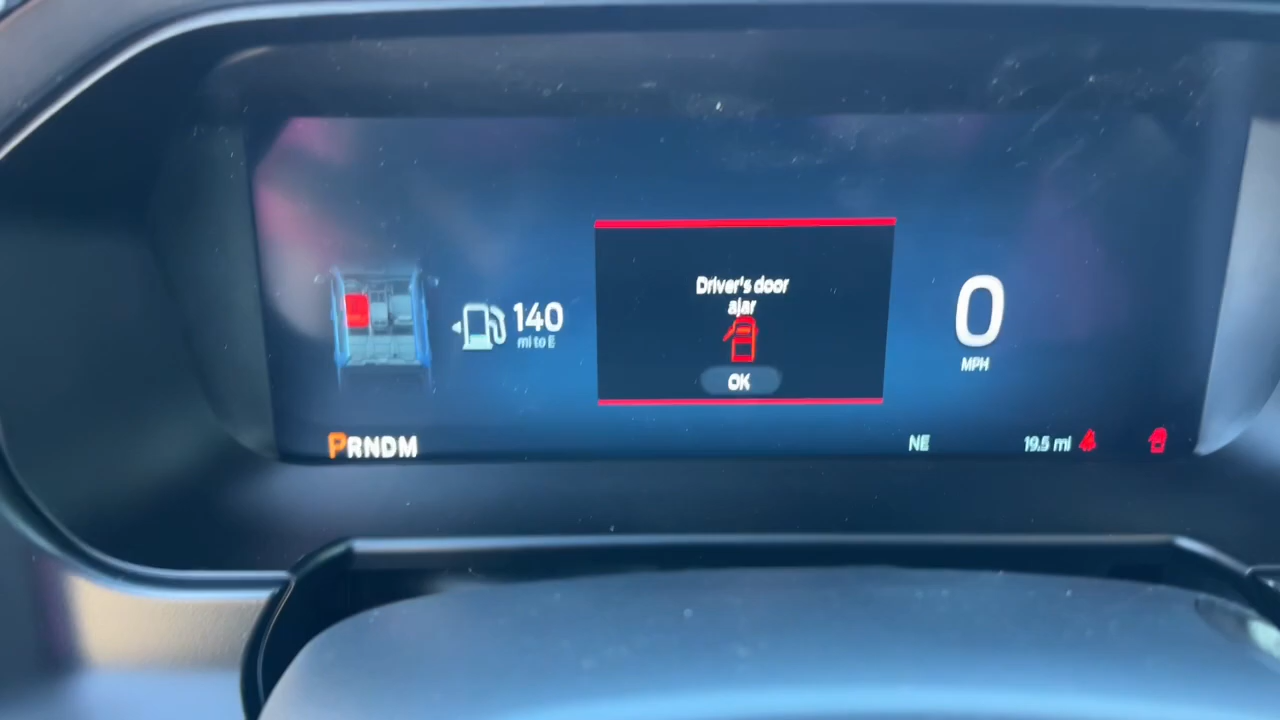 Driver's door
ajar
OK
140
mi to E
0
MPH
PRNDM
NE
19.5 mi